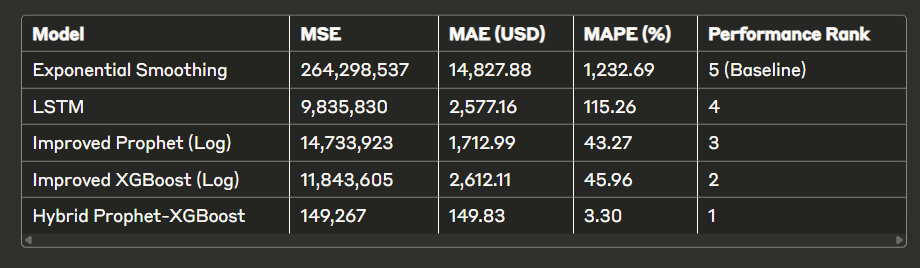 Model MSE MAE (USD) MAPE (%) Performance Rank
Exponential Smoothing 264,298,537 14,827.88 1,232.69 5 (Baseline)
LSTM 9,835,830 2,577.16 115.26 4
Improved Prophet (Log) 14,733,923 1,712.99 43.27 3
Improved XGBoost (Log) 11,843,605 2,612.11 45.96 2
Hybrid Prophet-XGBoost 149,267 149.83 3.30 1